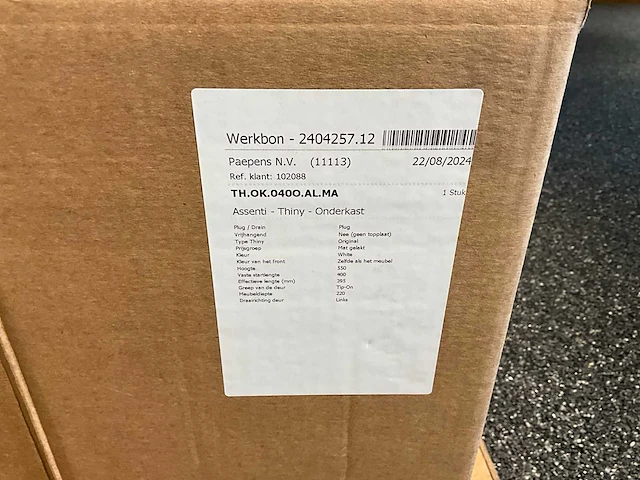 Werkbon - 2404257.12
Paepens N.V. (11113) 22/08/2024
Ref. klant: 102088
TH.OK.040O.AL.MA 1 Stuk
Assenti - Thiny - Onderkast
Plug / Drain Plug
Vrijhangend Nee (geen topplaat)
Type Thiny Original
Prijsgroep Mat gelakt
Kleur White
Kleur van het front Zelfde als het meubel
Hoogte 550
Vaste startlengte 400
Effectieve lengte (mm) 395
Greep van de deur Tip-On
Meubeldiepte 220
Draairichting deur Links